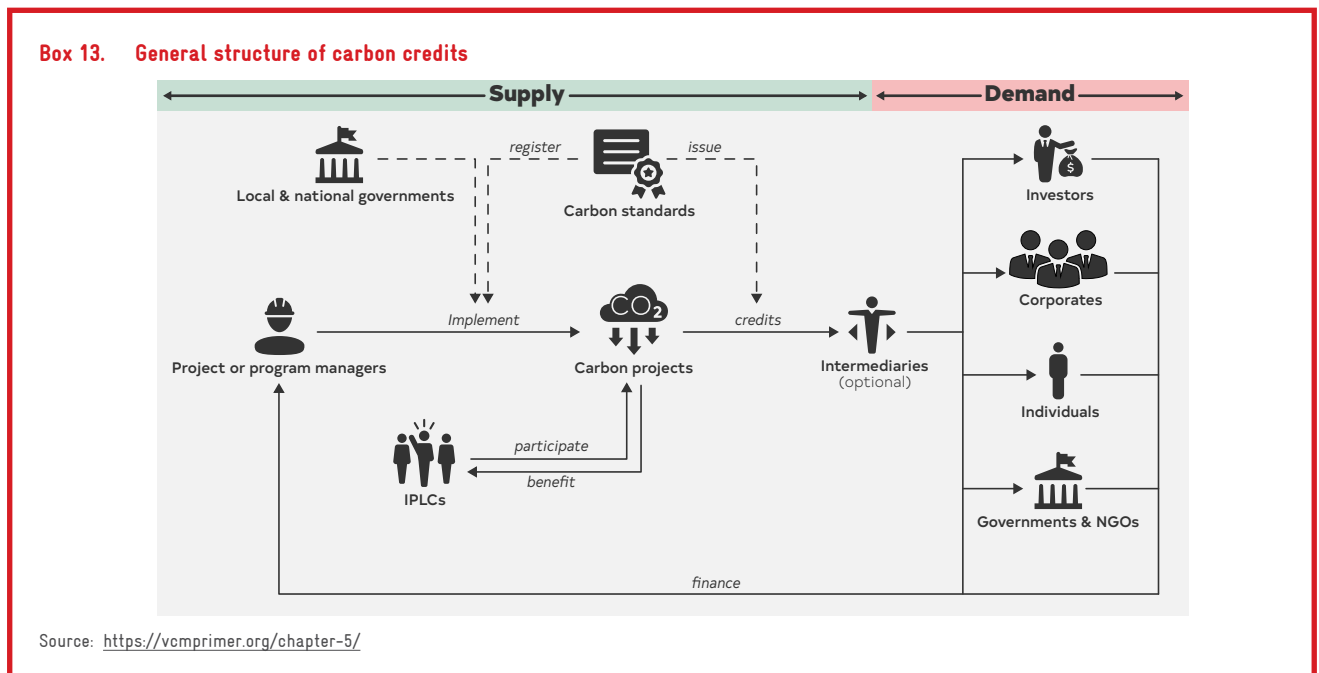 Box 13. General structure of carbon credits
Supply
Demand
register
issue
Local & national governments
Carbon standards
Investors
$
Corporates
Implement
CO2
credits
Project or program managers
Carbon projects
Intermediaries
(optional)
Individuals
participate
benefit
IPLCs
Governments & NGOs
finance
Source: https://vcmprimer.org/chapter-5/